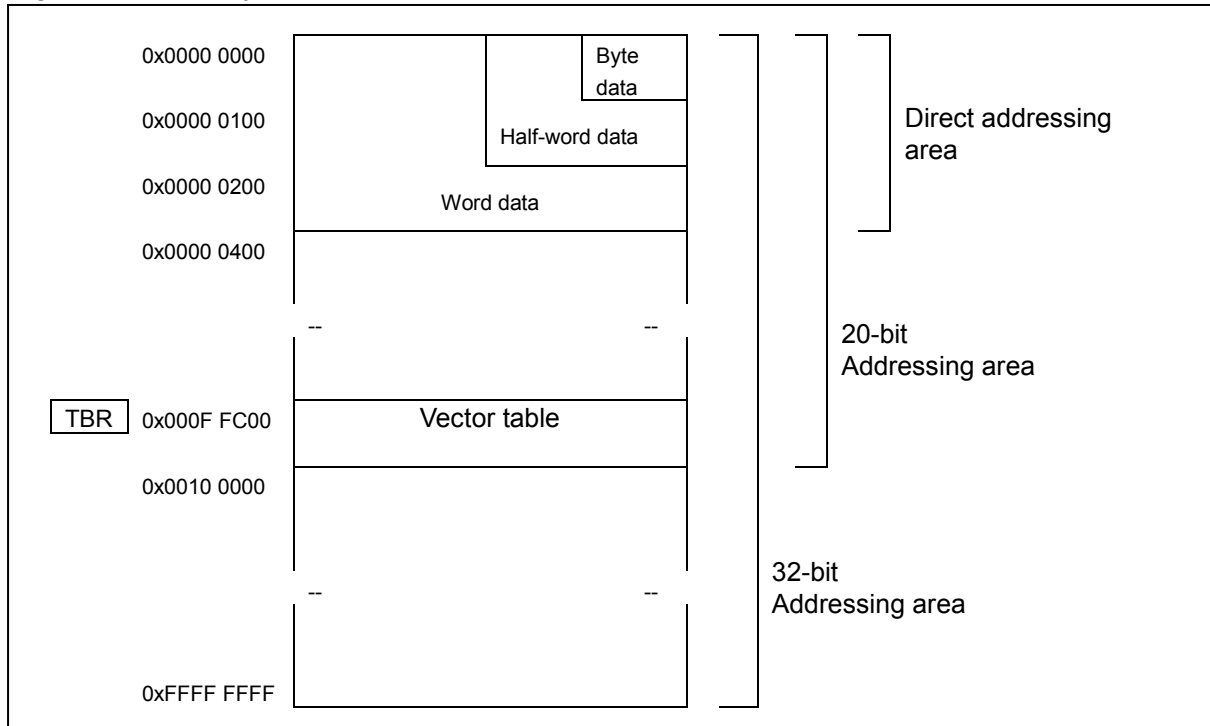 0x0000 0000
Byte
data
0x0000 0100
Half-word data
Direct addressing
area
0x0000 0200
Word data
0x0000 0400
-- --
20-bit
Addressing area
TBR 0x000F FC00 Vector table
0x0010 0000
32-bit
Addressing area
-- --
0xFFFF FFFF